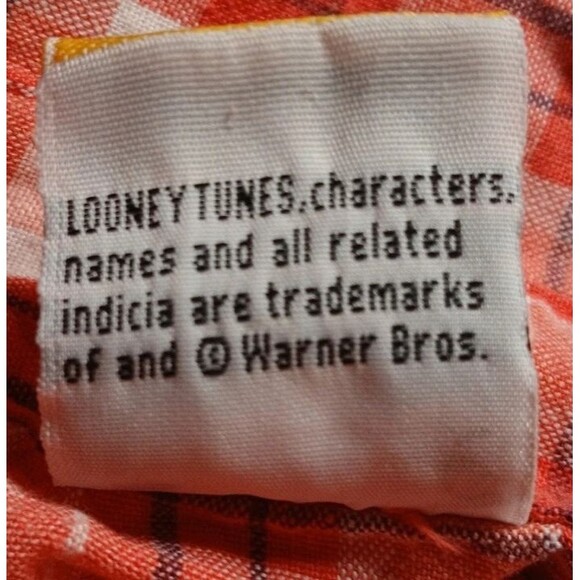 LOONEY TUNES, characters,
names and all related
indicia are trademarks
of and © Warner Bros.